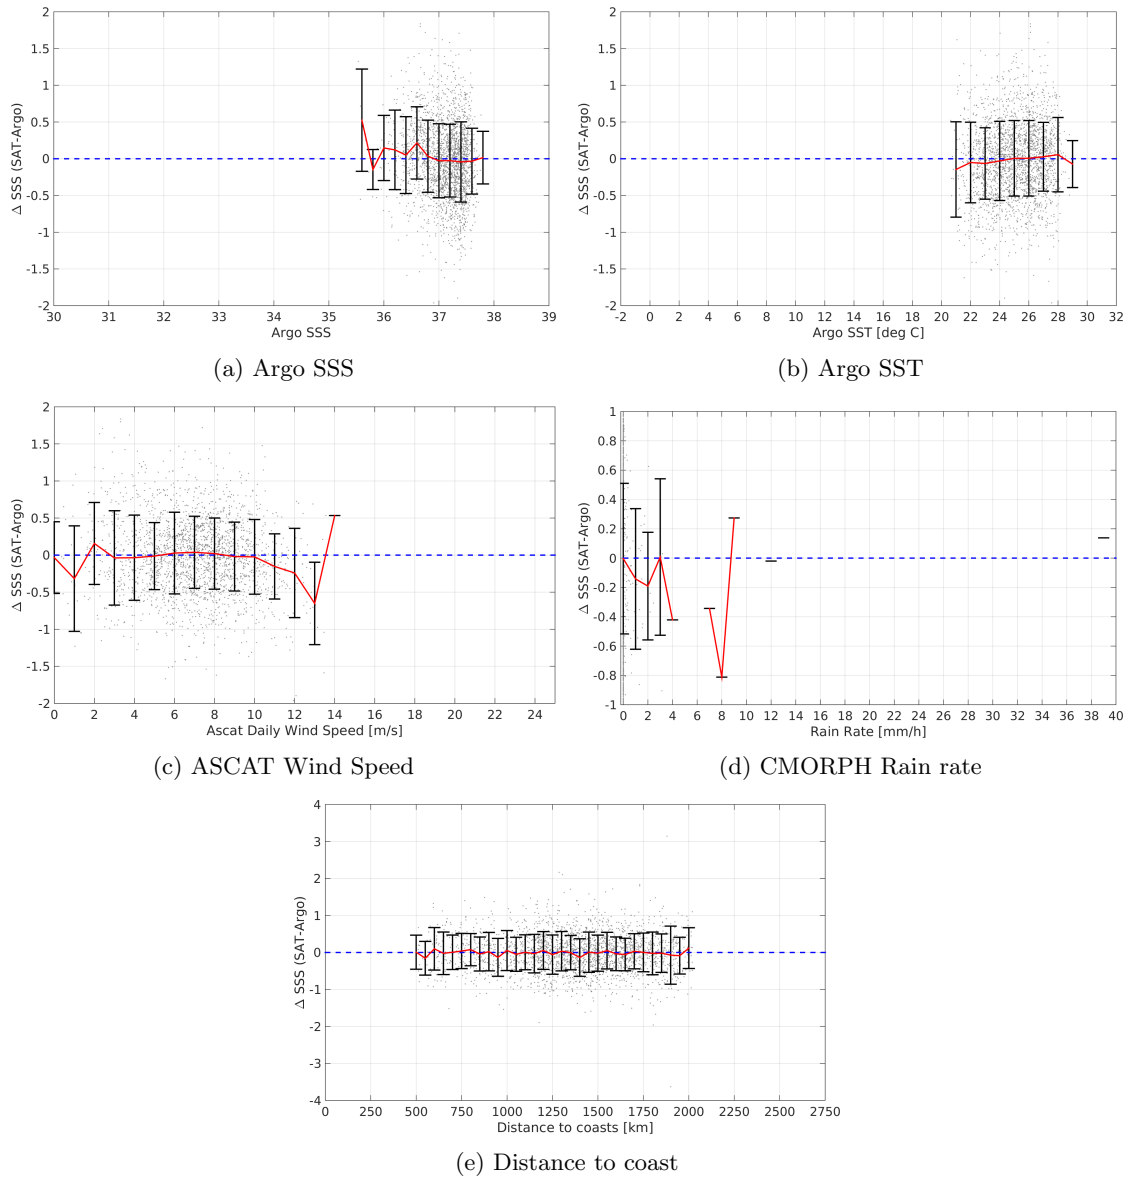 2
1.5
1
0.5
0
-0.5
-1
-1.5
-2
Δ SSS (SAT-Argo)
30 31 32 33 34 35 36 37 38 39
Argo SSS
(a) Argo SSS
2
1.5
1
0.5
0
-0.5
-1
-1.5
-2
Δ SSS (SAT-Argo)
-2 0 2 4 6 8 10 12 14 16 18 20 22 24 26 28 30 32
Argo SST [deg C]
(b) Argo SST
2
1.5
1
0.5
0
-0.5
-1
-1.5
-2
Δ SSS (SAT-Argo)
0 2 4 6 8 10 12 14 16 18 20 22 24
Ascat Daily Wind Speed [m/s]
(c) ASCAT Wind Speed
1
0.8
0.6
0.4
0.2
0
-0.2
-0.4
-0.6
-0.8
-1
Δ SSS (SAT-Argo)
0 2 4 6 8 10 12 14 16 18 20 22 24 26 28 30 32 34 36 38 40
Rain Rate [mm/h]
(d) CMORPH Rain rate
4
3
2
1
0
-1
-2
-3
-4
Δ SSS (SAT-Argo)
0 250 500 750 1000 1250 1500 1750 2000 2250 2500 2750
Distance to coasts [km]
(e) Distance to coast